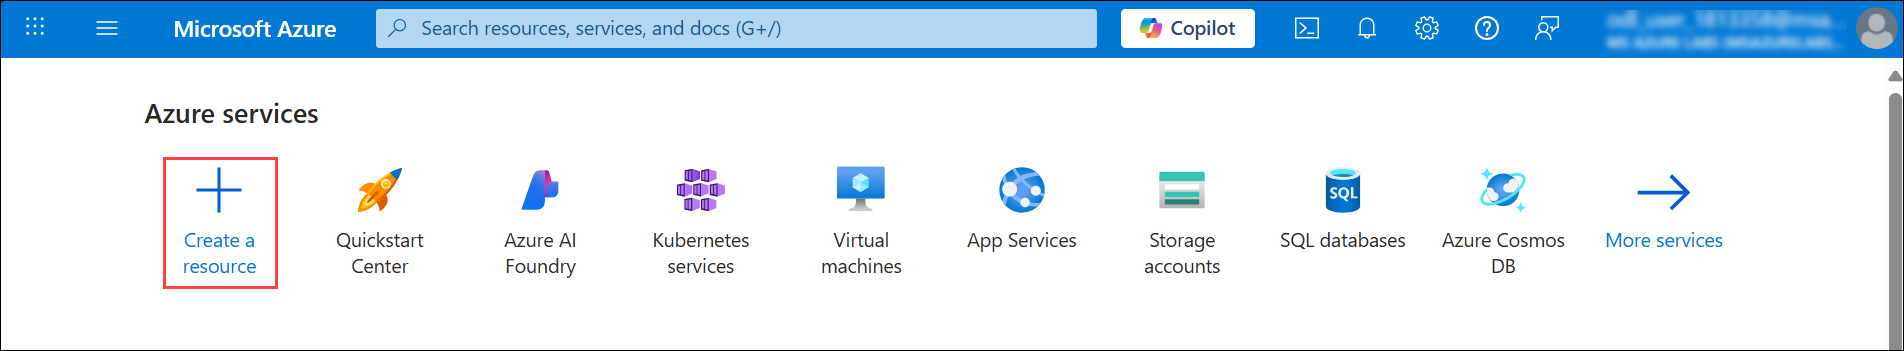 Microsoft Azure
Search resources, services, and docs (G+/)
Copilot
Azure services
Create a
resource
Quickstart
Center
Azure AI
Foundry
Kubernetes
services
Virtual
machines
App Services
Storage
accounts
SQL
SQL databases
Azure Cosmos
DB
More services